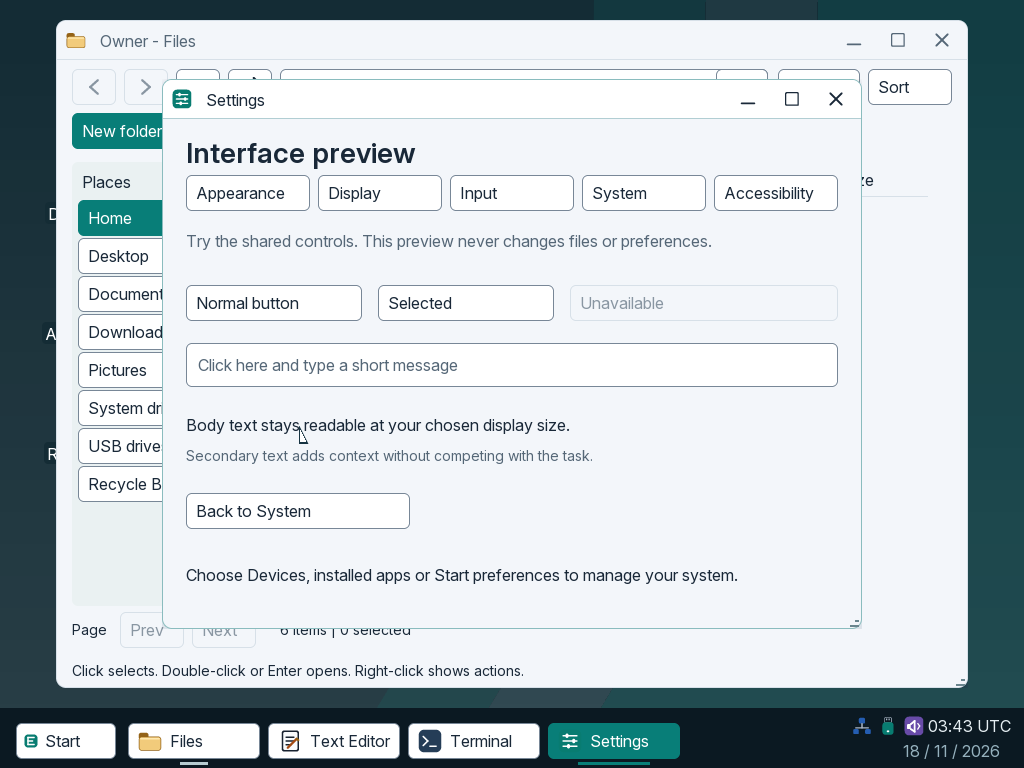 Owner - Files
Sort
Settings
New folder
Interface preview
Places
Appearance Display Input System Accessibility
Home
Try the shared controls. This preview never changes files or preferences.
Desktop
Normal button Selected Unavailable
Pictures
Click here and type a short message
Body text stays readable at your chosen display size.
USB drive
Secondary text adds context without competing with the task.
Back to System
Choose Devices, installed apps or Start preferences to manage your system.
Page Prev Next 6 items | 0 selected
Click selects. Double-click or Enter opens. Right-click shows actions.
Start Files Text Editor Terminal Settings 03:43 UTC
18 / 11 / 2026